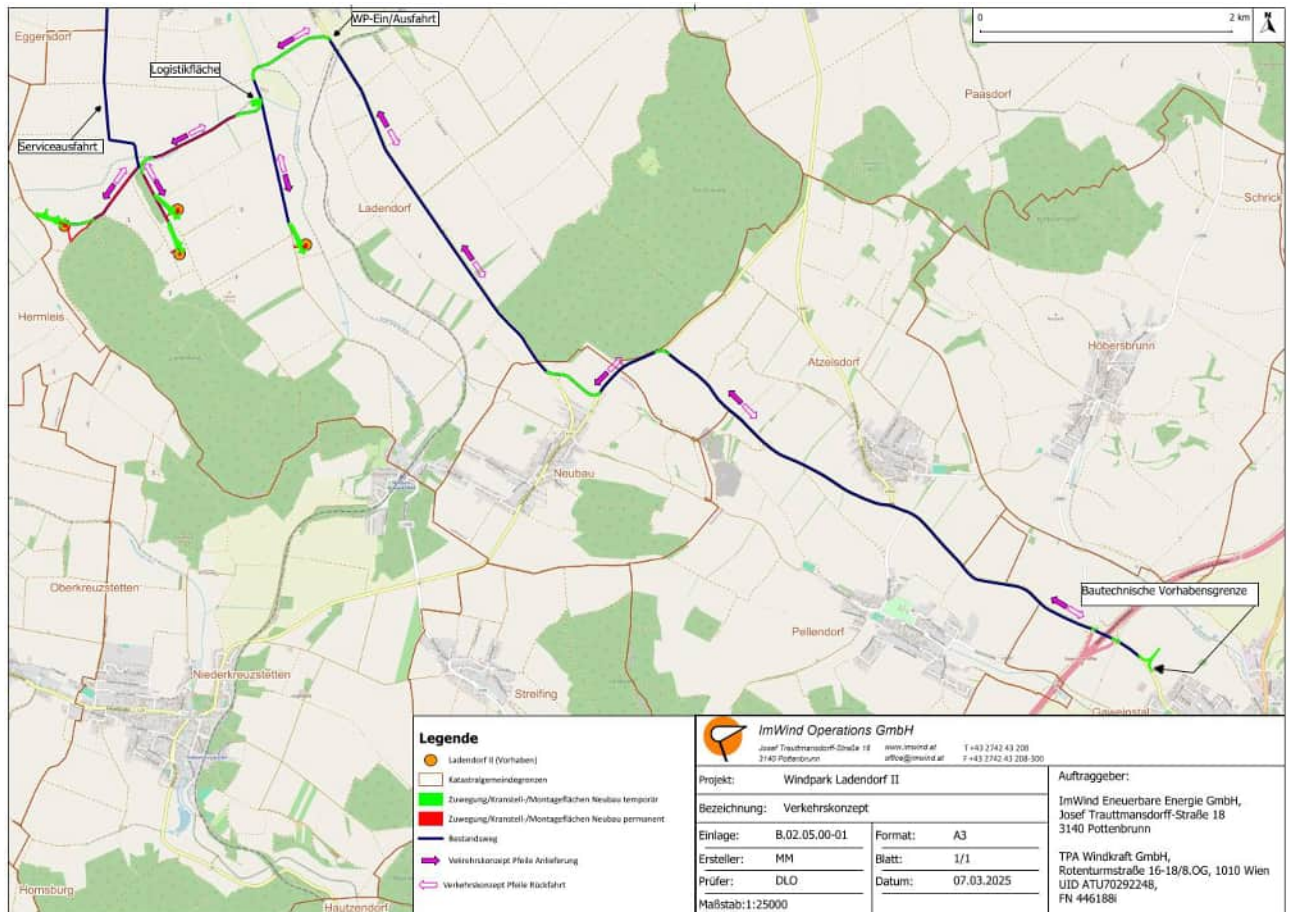 WP-Ein/Ausfahrt
0 2 km
N
Eggersdorf
Logistikfläche
Paasdorf
Serviceausfahrt
Schrick
Ladendorf
Hermleis
Höbersbrunn
Atzelsdorf
Neubau
Oberkreuzstetten
Bautechnische Vorhabensgrenze
Pellendorf
Niederkreuzstetten
Streifing
Gaweinstal
Hornsburg
Hautzendorf
Legende
Ladendorf II (Vorhaben)
Katastralgemeindegrenzen
Zuwegung/Kranstell-/Montageflächen Neubau temporär
Zuwegung/Kranstell-/Montageflächen Neubau permanent
Bestandsweg
Verkehrskonzept Pfeile Anlieferung
Verkehrskonzept Pfeile Rückfahrt
ImWind Operations GmbH
Josef Trauttmansdorff-Straße 18 www.imwind.at T +43 2742 43 208
3140 Pottenbrunn office@imwind.at F +43 2742 43 208-300
Projekt: Windpark Ladendorf II
Bezeichnung: Verkehrskonzept
Einlage: B.02.05.00-01 Format: A3
Ersteller: MM Blatt: 1/1
Prüfer: DLO Datum: 07.03.2025
Maßstab:1:25000
Auftraggeber:
ImWind Eneuerbare Energie GmbH,
Josef Trauttmansdorff-Straße 18
3140 Pottenbrunn
TPA Windkraft GmbH,
Rotenturmstraße 16-18/8.OG, 1010 Wien
UID ATU70292248,
FN 446188i